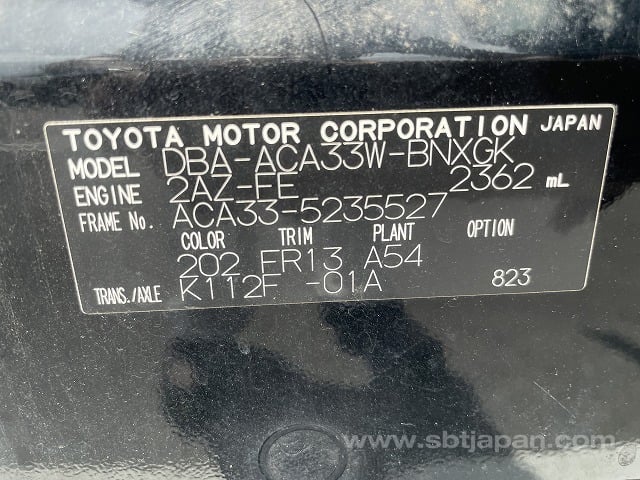 TOYOTA MOTOR CORPORATION JAPAN
MODEL DBA-ACA33W-BNXGK
ENGINE 2AZ-FE 2362 mL
FRAME No. ACA33-5235527
COLOR TRIM PLANT OPTION
202 FR13 A54
TRANS./AXLE K112F -01A 823
www.sbtjapan.com